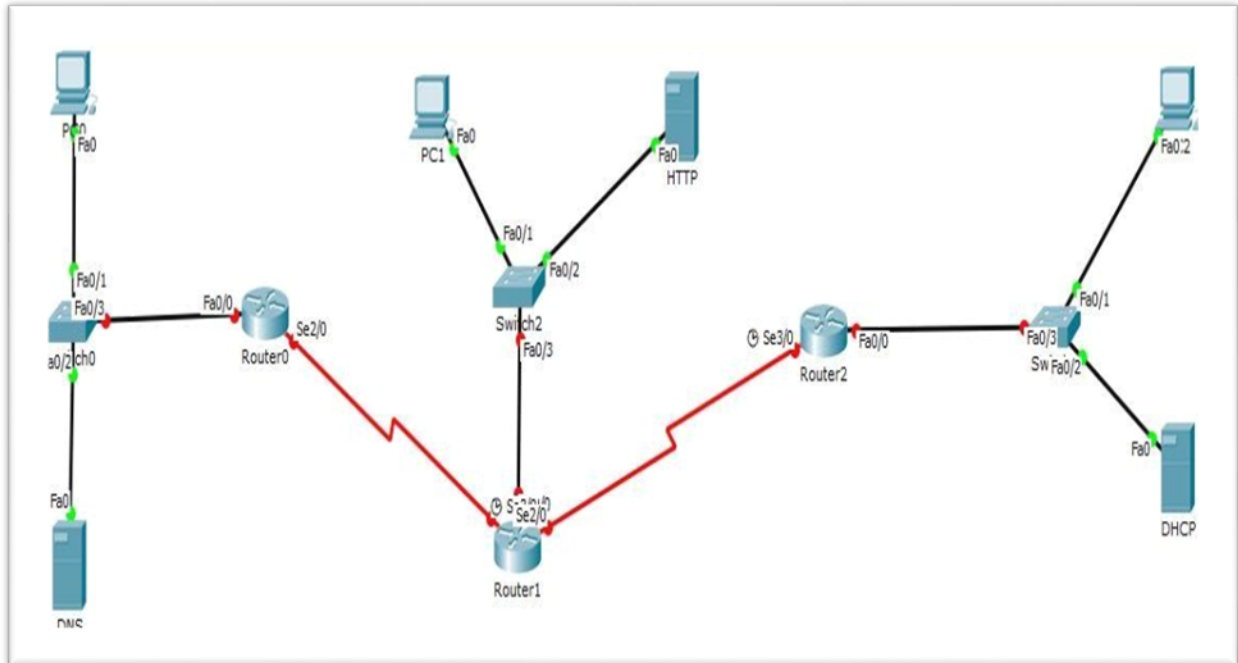 Fa0
Fa0/1
Fa0/3
Fa0/0
Se2/0
Router0
Fa0
DNS
PC1
Fa0
Fa0
HTTP
Fa0/1
Fa0/2
Switch2
Fa0/3
Se2/0
Router1
Se3/0
Fa0/0
Router2
Fa0/1
Fa0/3
Fa0/2
Fa0
DHCP